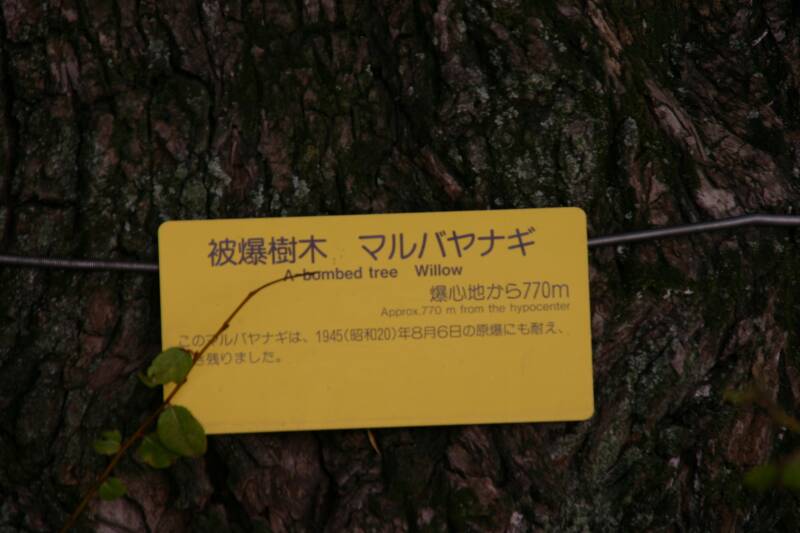 被爆樹木　マルバヤナギ
A-bombed tree　Willow
爆心地から770m
Approx.770 m from the hypocenter
このマルバヤナギは、1945(昭和20)年8月6日の原爆にも耐え、
き残りました。